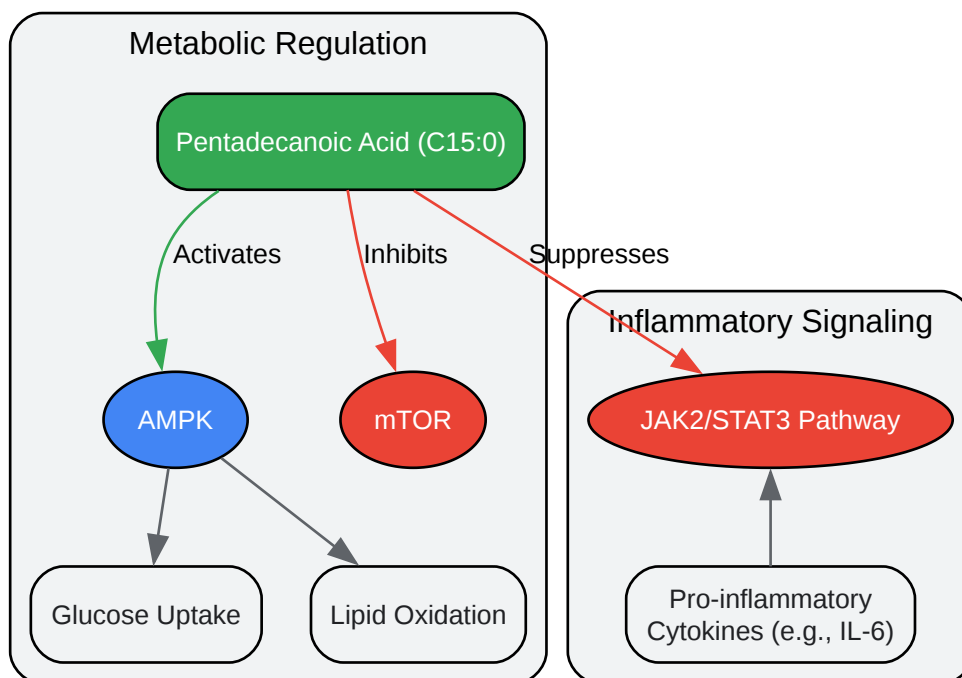 Metabolic Regulation
Pentadecanoic Acid (C15:0)
Activates
Inhibits
Suppresses
Inflammatory Signaling
AMPK
mTOR
JAK2/STAT3 Pathway
Glucose Uptake
Lipid Oxidation
Pro-inflammatory
Cytokines (e.g., IL-6)